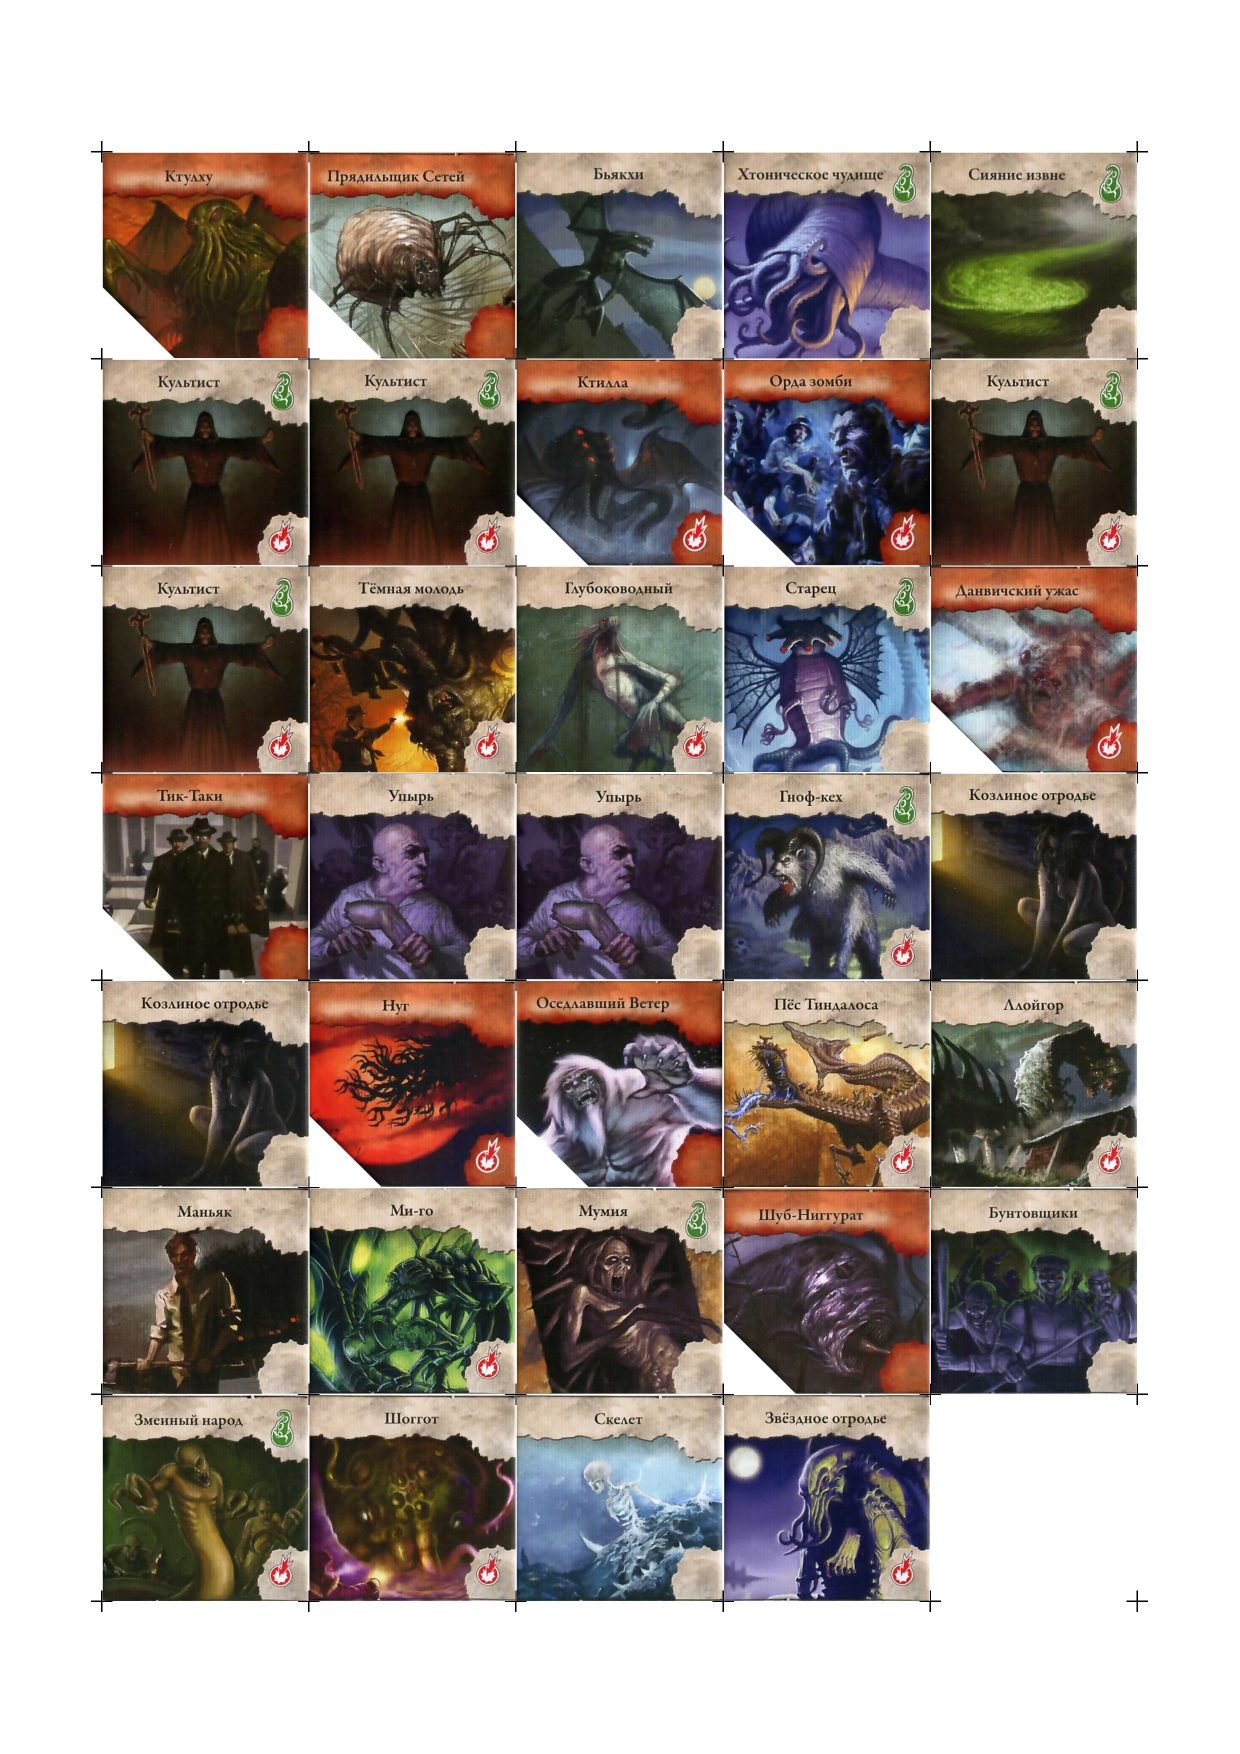 Ктулху
Прядильщик Сетей
Бьякхи
Хтоническое чудище
Сияние извне
Культист
Культист
Ктилла
Орда зомби
Культист
Культист
Тёмная молодь
Глубоководный
Старец
Данвичский ужас
Тик-Таки
Упырь
Упырь
Гноф-кех
Козлиное отродье
Козлиное отродье
Нуг
Оседлавший Ветер
Пёс Тиндалоса
Ллойгор
Маньяк
Ми-го
Мумия
Шуб-Ниггурат
Бунтовщики
Змеиный народ
Шоггот
Скелет
Звёздное отродье